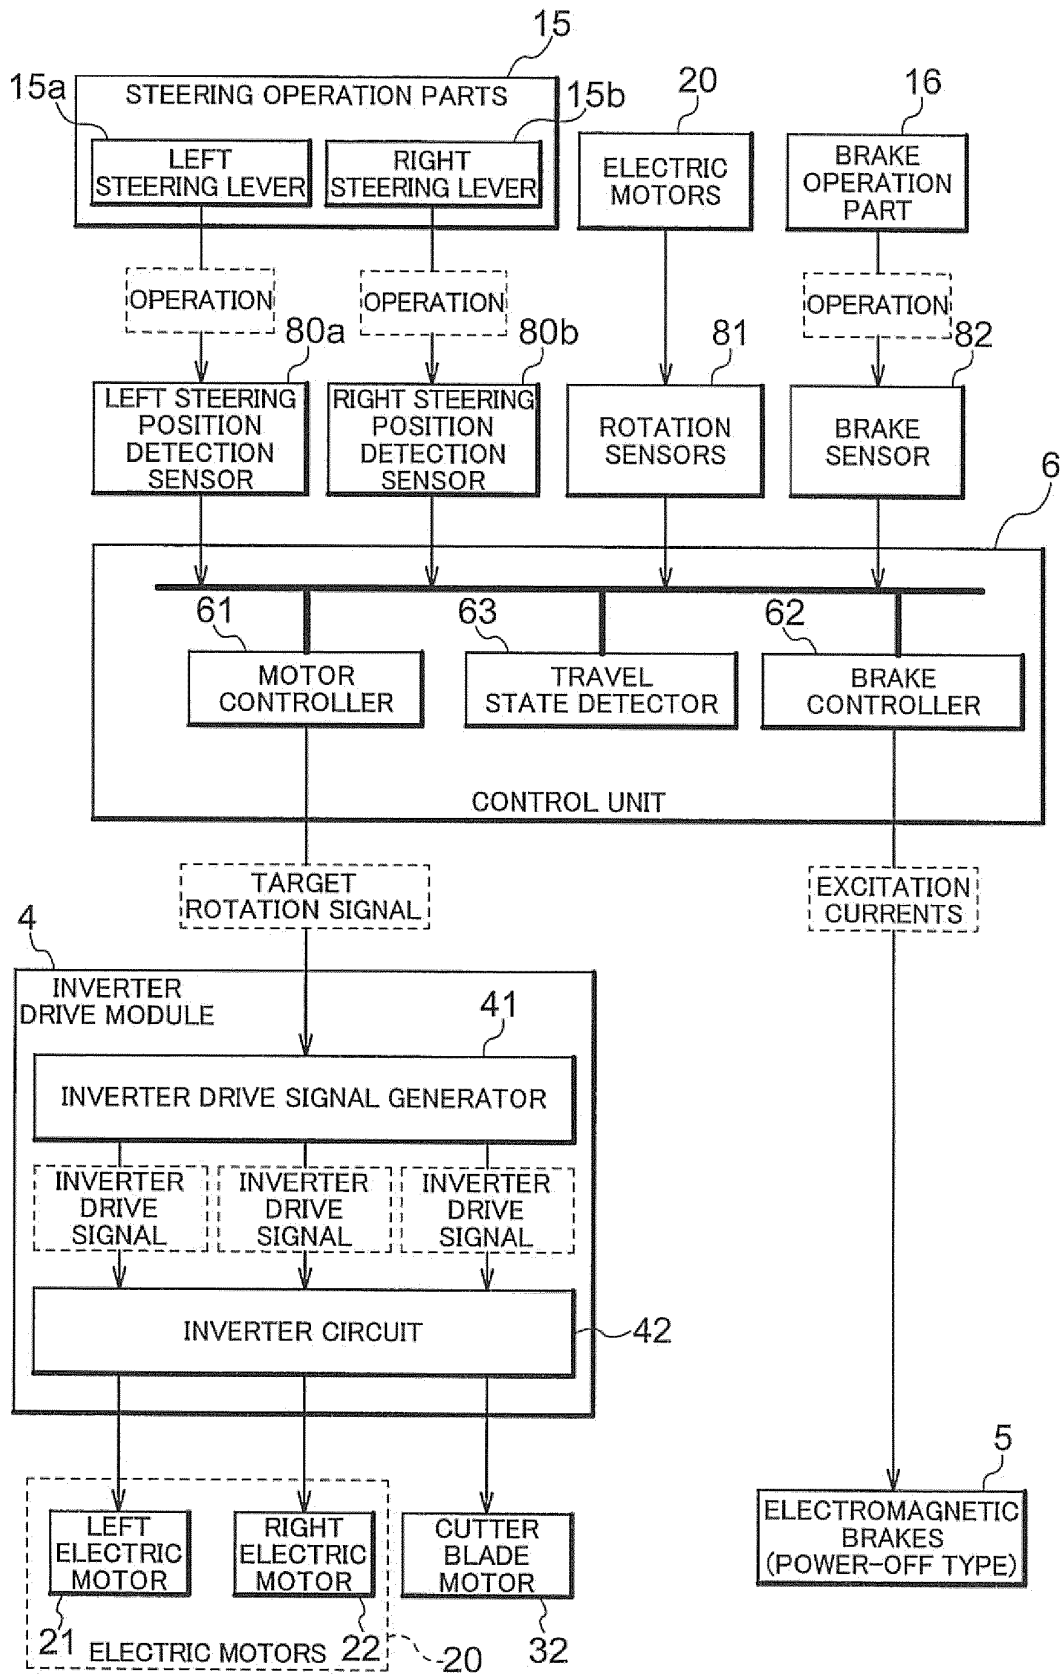 15
15a
STEERING OPERATION PARTS
15b
20
16
LEFT
STEERING LEVER
RIGHT
STEERING LEVER
ELECTRIC
MOTORS
BRAKE
OPERATION
PART
OPERATION
OPERATION
OPERATION
80a
80b
81
82
LEFT STEERING
POSITION
DETECTION
SENSOR
RIGHT STEERING
POSITION
DETECTION
SENSOR
ROTATION
SENSORS
BRAKE
SENSOR
6
61
63
62
MOTOR
CONTROLLER
TRAVEL
STATE DETECTOR
BRAKE
CONTROLLER
CONTROL UNIT
TARGET
ROTATION SIGNAL
EXCITATION
CURRENTS
4
INVERTER
DRIVE MODULE
41
INVERTER DRIVE SIGNAL GENERATOR
INVERTER
DRIVE
SIGNAL
INVERTER
DRIVE
SIGNAL
INVERTER
DRIVE
SIGNAL
INVERTER CIRCUIT
42
5
LEFT
ELECTRIC
MOTOR
RIGHT
ELECTRIC
MOTOR
CUTTER
BLADE
MOTOR
ELECTROMAGNETIC
BRAKES
(POWER-OFF TYPE)
21
ELECTRIC MOTORS
22
20
32